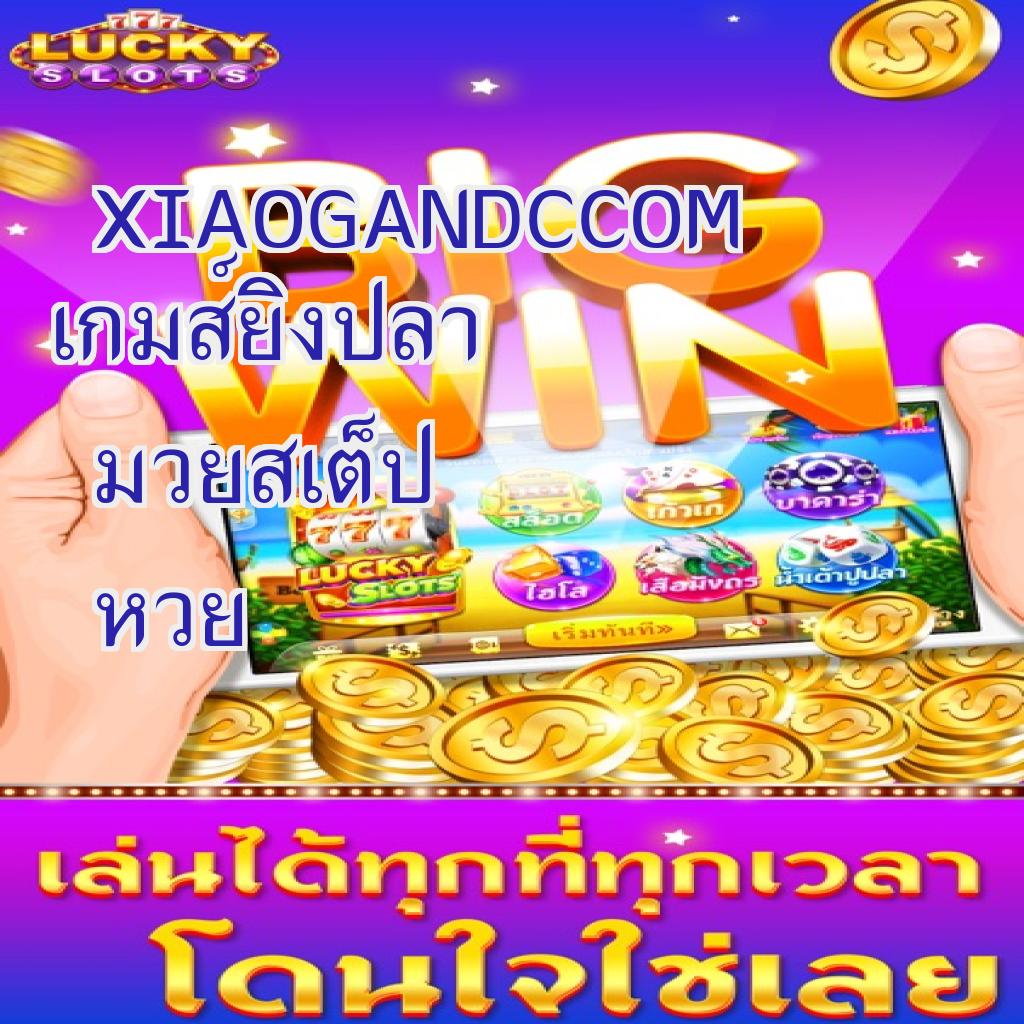 777
LUCKY
SLOTS
BIG
WIN
XIAOGANDCCOM
เกมส์ยิงปลา
มวยสเต็ป
หวย
777
LUCKY
SLOTS
สล็อต
เก้าเก
บาคาร่า
ไฮโล
เสือมังกร
น้ำเต้าปูปลา
เริ่มทันที»
เล่นได้ทุกที่ทุกเวลา
โดนใจใช่เลย